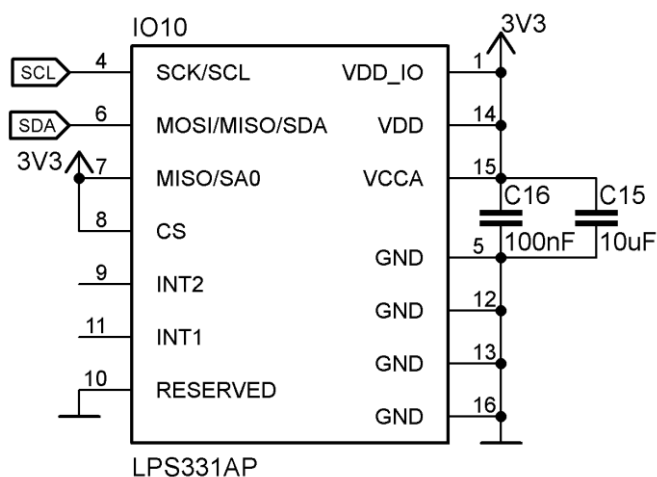 IO10
3V3
SCL 4 SCK/SCL VDD_IO 1
SDA 6 MOSI/MISO/SDA VDD 14
3V3 7 MISO/SA0 VCCA 15
C16 C15
8 CS 100nF 10uF
GND 5
9 INT2
GND 12
11 INT1
GND 13
10 RESERVED
GND 16
LPS331AP